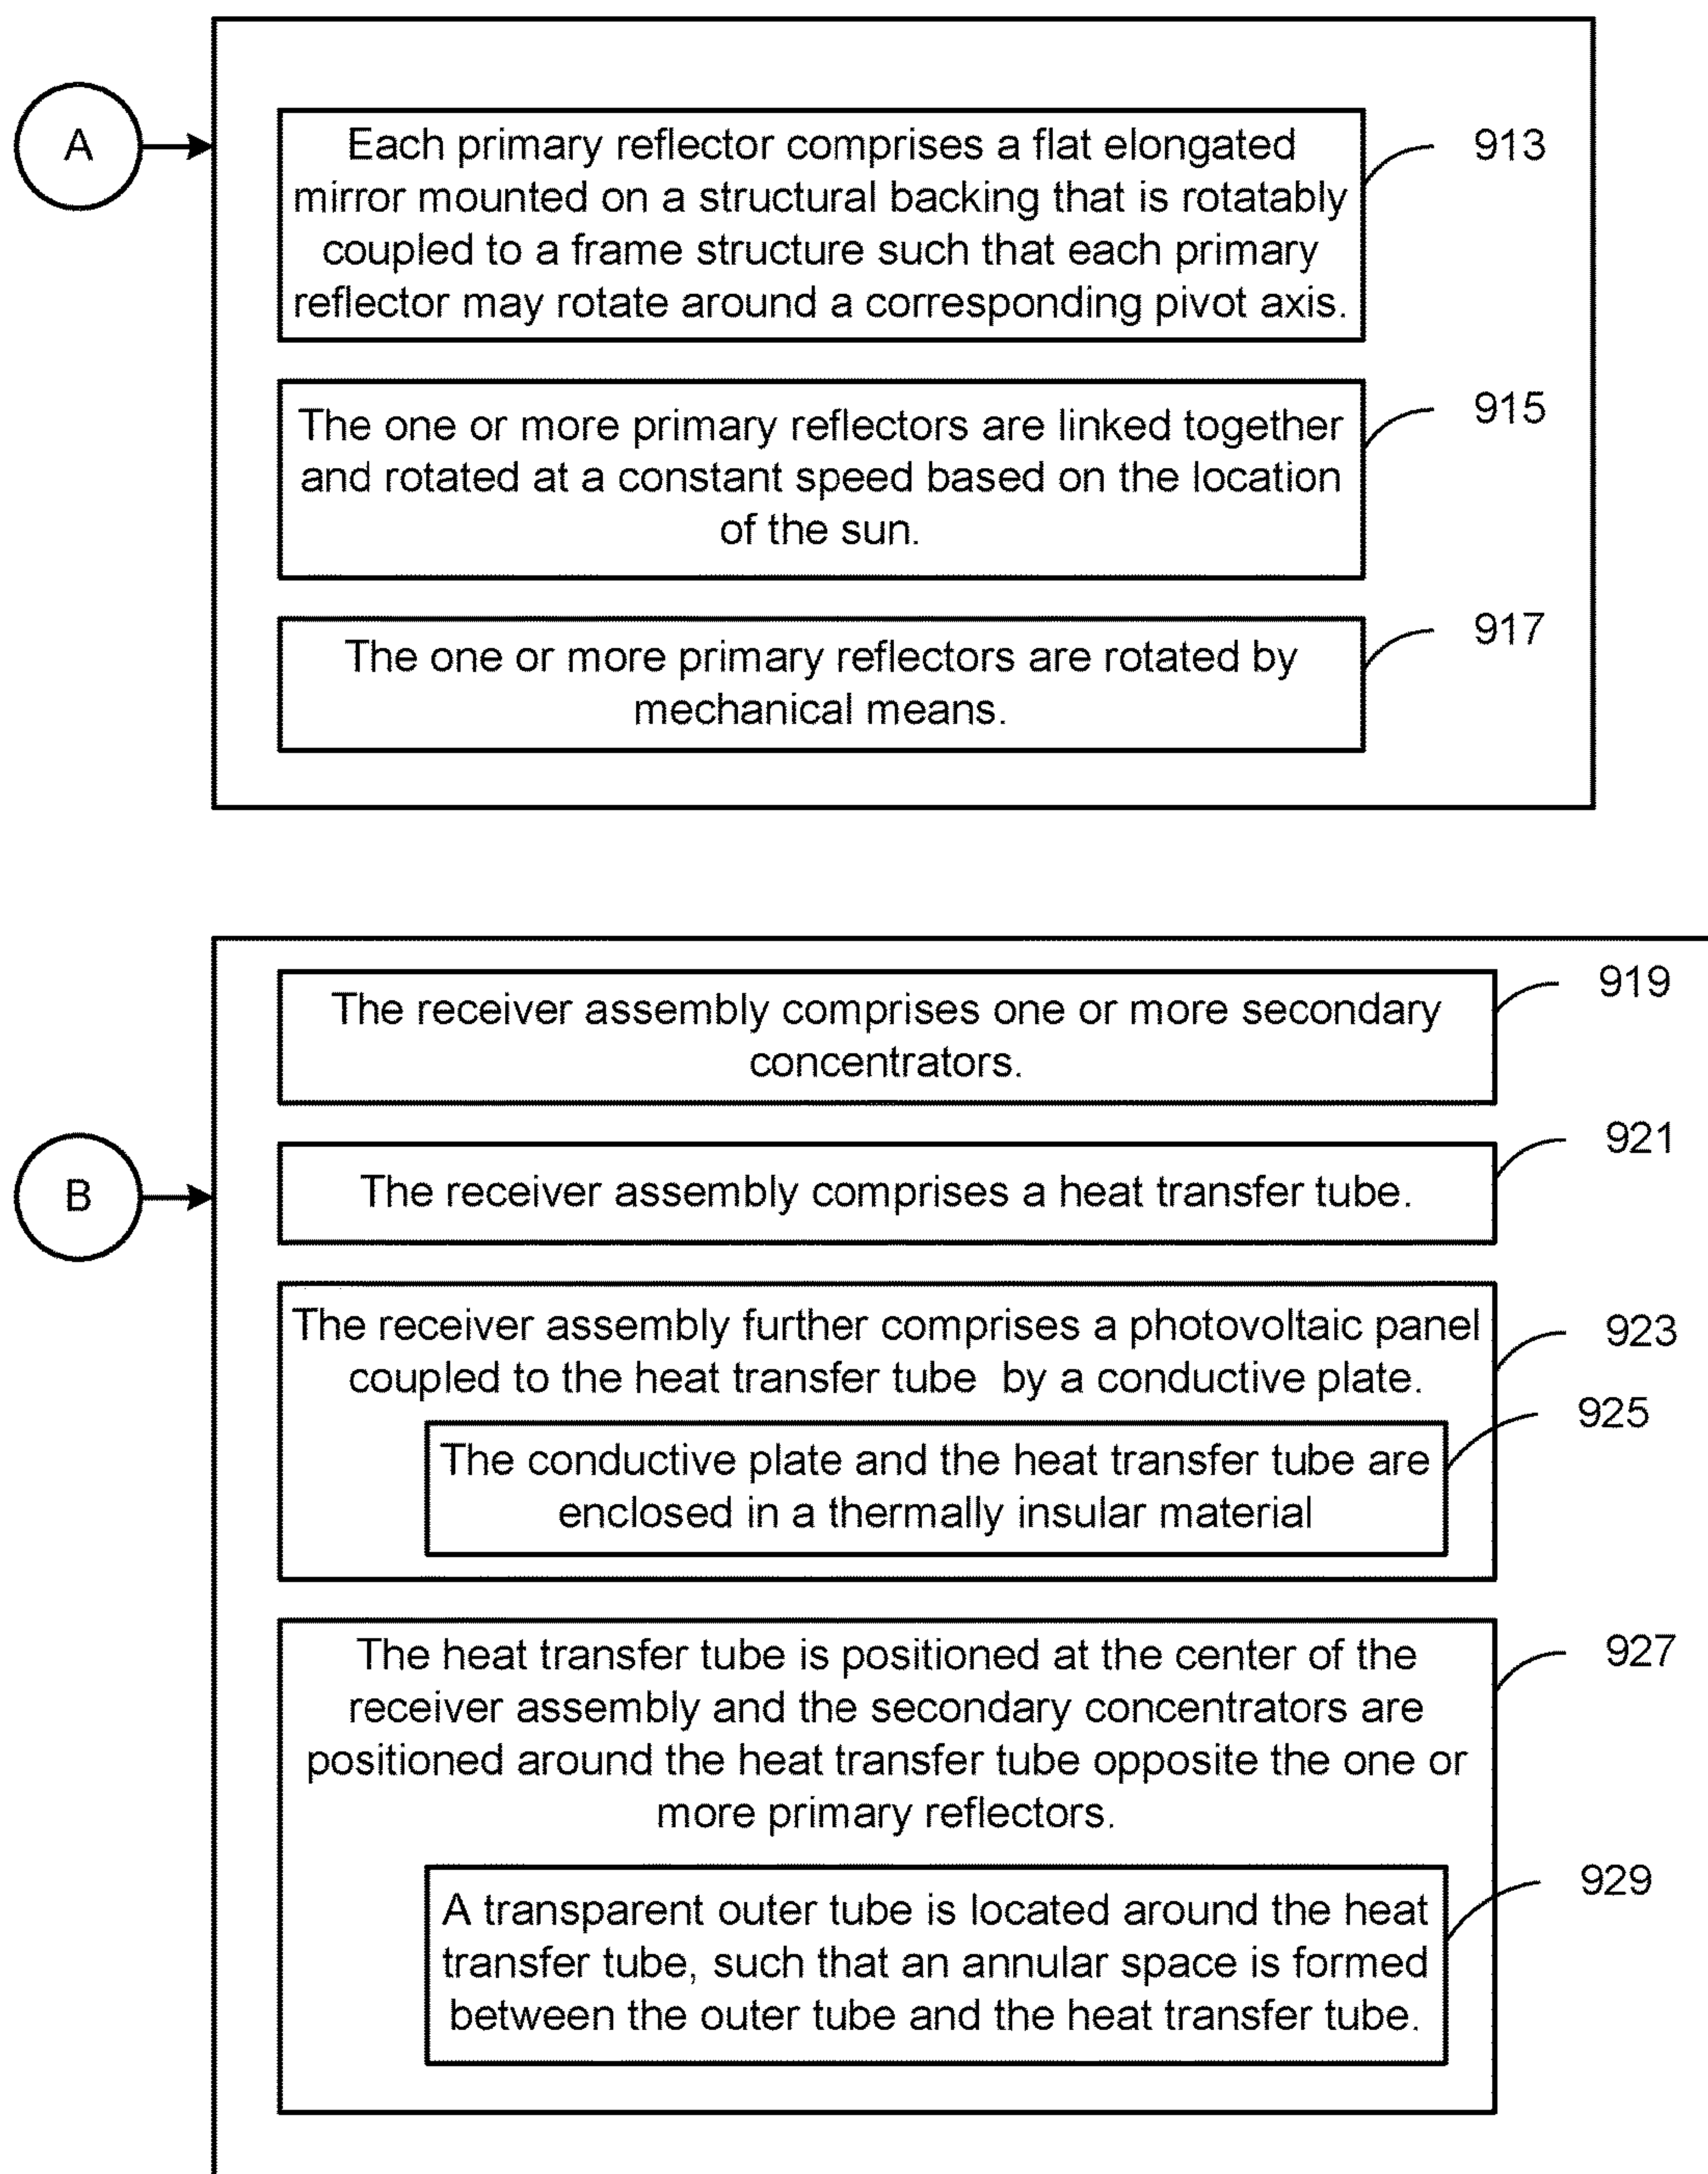 A
Each primary reflector comprises a flat elongated
mirror mounted on a structural backing that is rotatably
coupled to a frame structure such that each primary
reflector may rotate around a corresponding pivot axis.
913
The one or more primary reflectors are linked together
and rotated at a constant speed based on the location
of the sun.
915
The one or more primary reflectors are rotated by
mechanical means.
917
B
The receiver assembly comprises one or more secondary
concentrators.
919
The receiver assembly comprises a heat transfer tube.
921
The receiver assembly further comprises a photovoltaic panel
coupled to the heat transfer tube  by a conductive plate.
923
The conductive plate and the heat transfer tube are
enclosed in a thermally insular material
925
The heat transfer tube is positioned at the center of the
receiver assembly and the secondary concentrators are
positioned around the heat transfer tube opposite the one or
more primary reflectors.
927
A transparent outer tube is located around the heat
transfer tube, such that an annular space is formed
between the outer tube and the heat transfer tube.
929